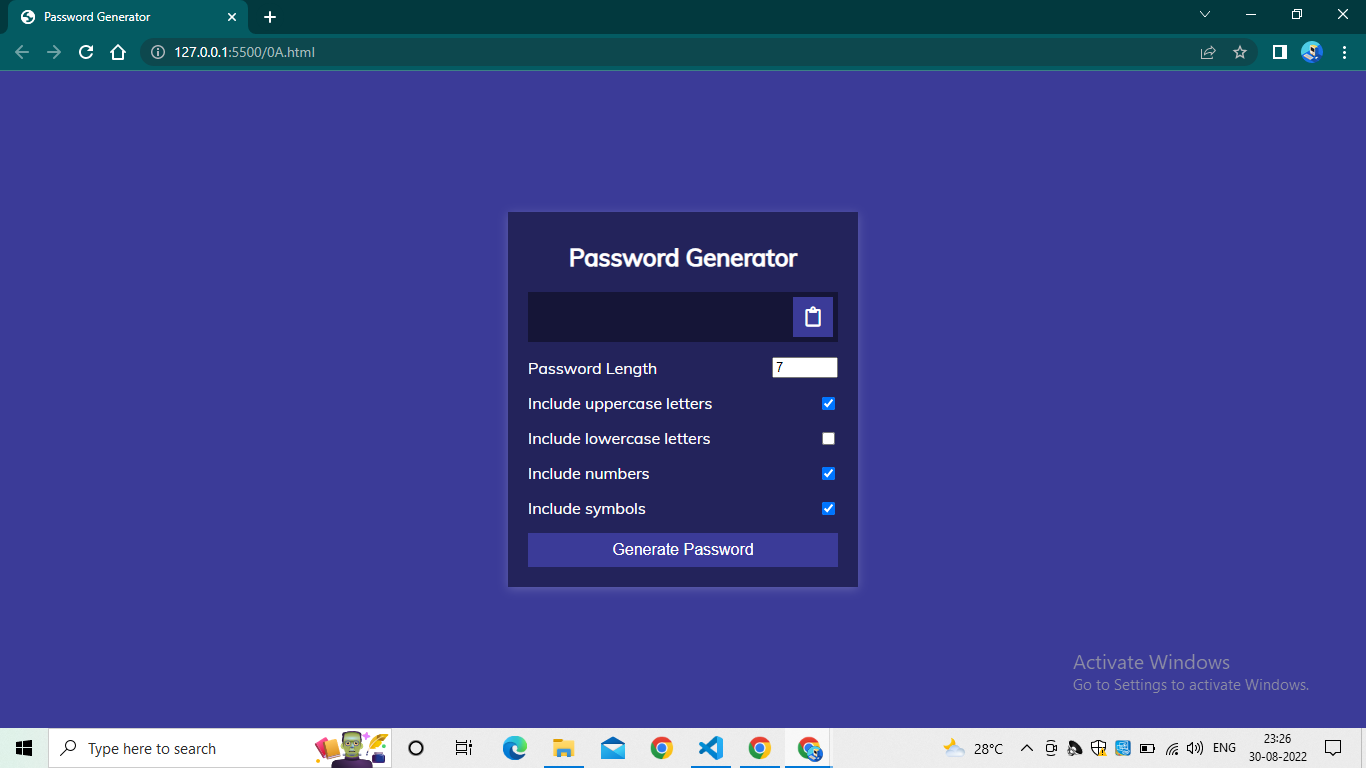 Password Generator
127.0.0.1:5500/0A.html
Password Generator
Password Length
7
Include uppercase letters
Include lowercase letters
Include numbers
Include symbols
Generate Password
Activate Windows
Go to Settings to activate Windows.
Type here to search
28°C
ENG
23:26
30-08-2022